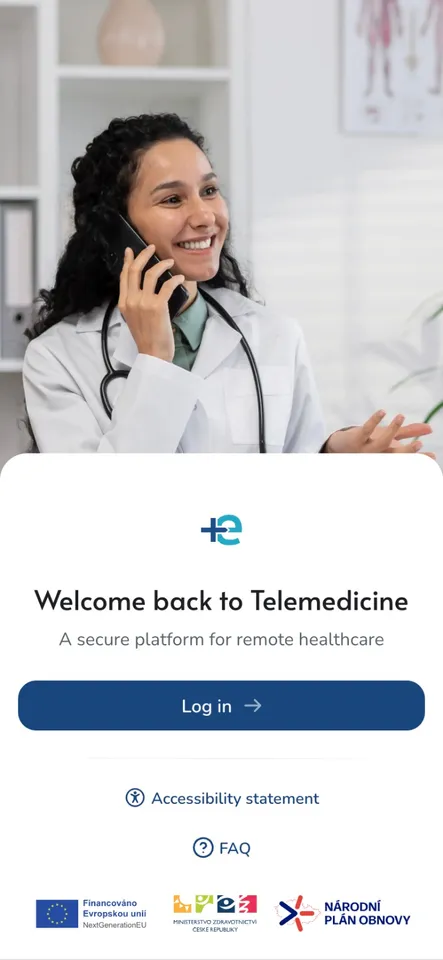 Welcome back to Telemedicine
A secure platform for remote healthcare
Log in
Accessibility statement
FAQ
Financováno
Evropskou unií
NextGenerationEU
MINISTERSTVO ZDRAVOTNICTVÍ
ČESKÉ REPUBLIKY
NÁRODNÍ
PLÁN OBNOVY